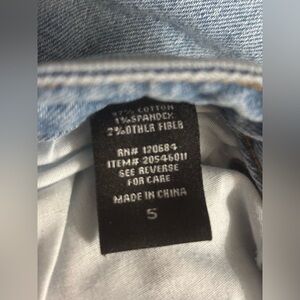 97% COTTON
1% SPANDEX
2% OTHER FIBER
RN# 120684
ITEM# 20546011
SEE REVERSE
FOR CARE
MADE IN CHINA
5